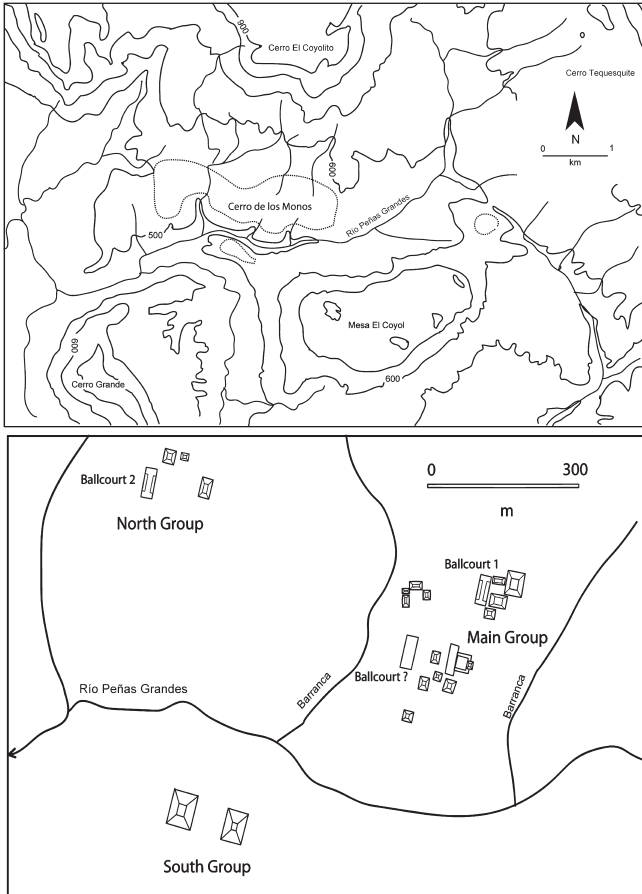 900
Cerro El Coyolito
Cerro Tequesquite
N
0 1
km
600
Cerro de los Monos
Río Peñas Grandes
500
Mesa El Coyol
600
Cerro Grande
600
Ballcourt 2
North Group
0 300
m
Ballcourt 1
Main Group
Ballcourt ?
Barranca
Barranca
Río Peñas Grandes
South Group